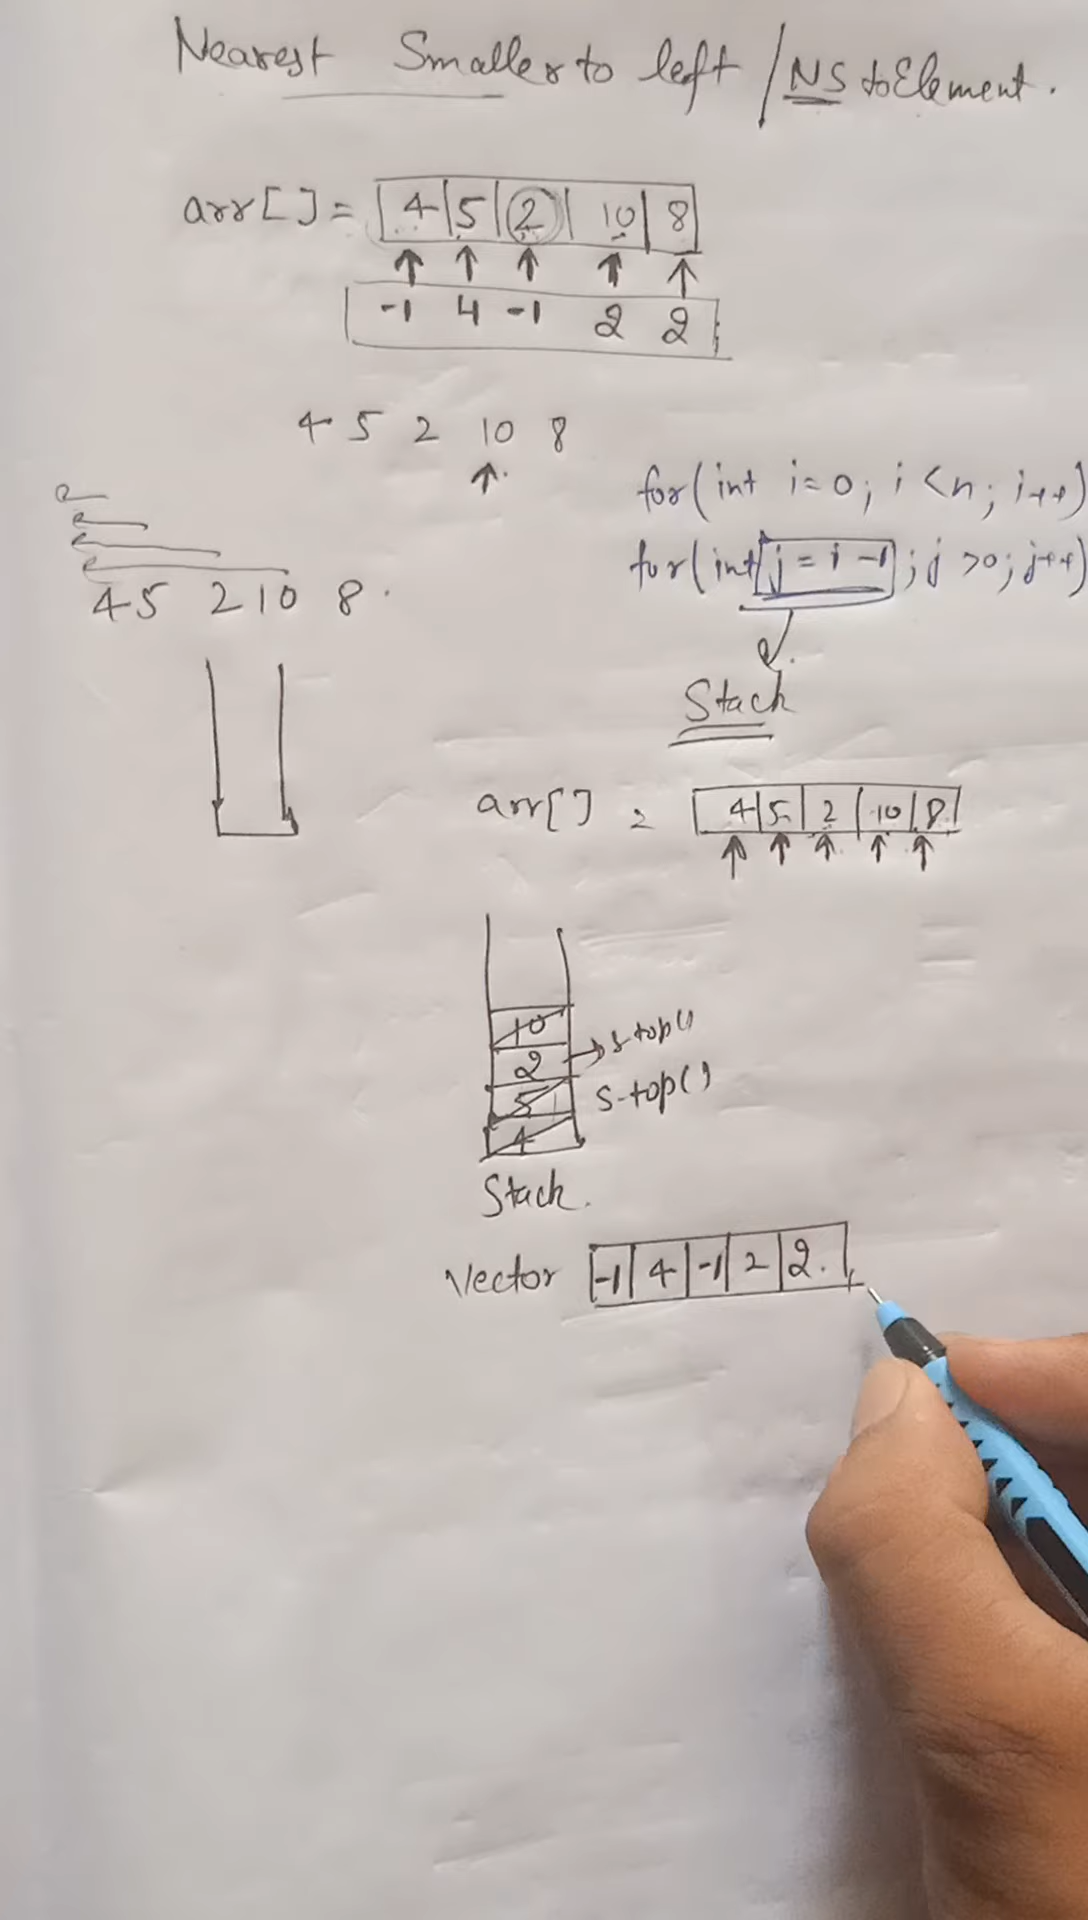 Nearest Smaller to left / NS to Element.
arr[] = 4 5 2 10 8
-1 4 -1 2 2
4 5 2 10 8
for(int i=0; i<n; i++)
for(int j = i-1; j >0; j++)
4 5 2 10 8
Stack
arr[] = 4 5 2 10 8
10
s.top()
2
s.top()
5
4
Stack.
Vector -1 4 -1 2 2